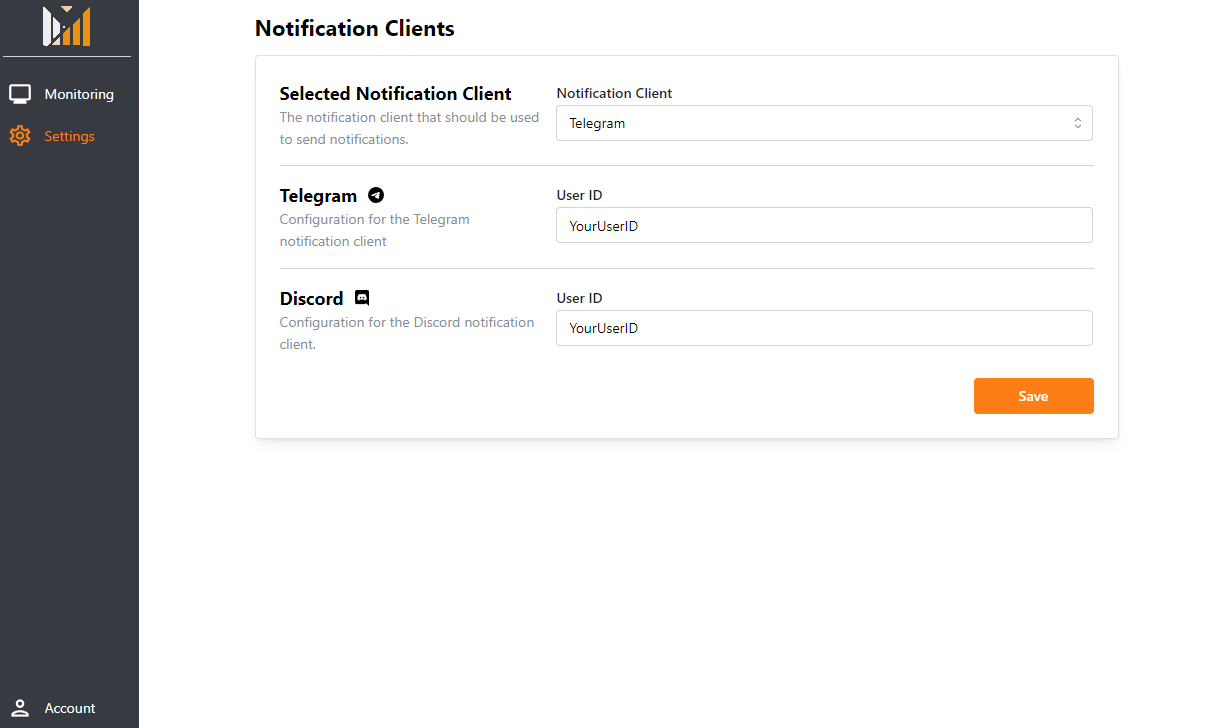 Notification Clients
Monitoring
Settings
Selected Notification Client
The notification client that should be used
to send notifications.
Notification Client
Telegram
Telegram
Configuration for the Telegram
notification client
User ID
YourUserID
Discord
Configuration for the Discord notification
client.
User ID
YourUserID
Save
Account